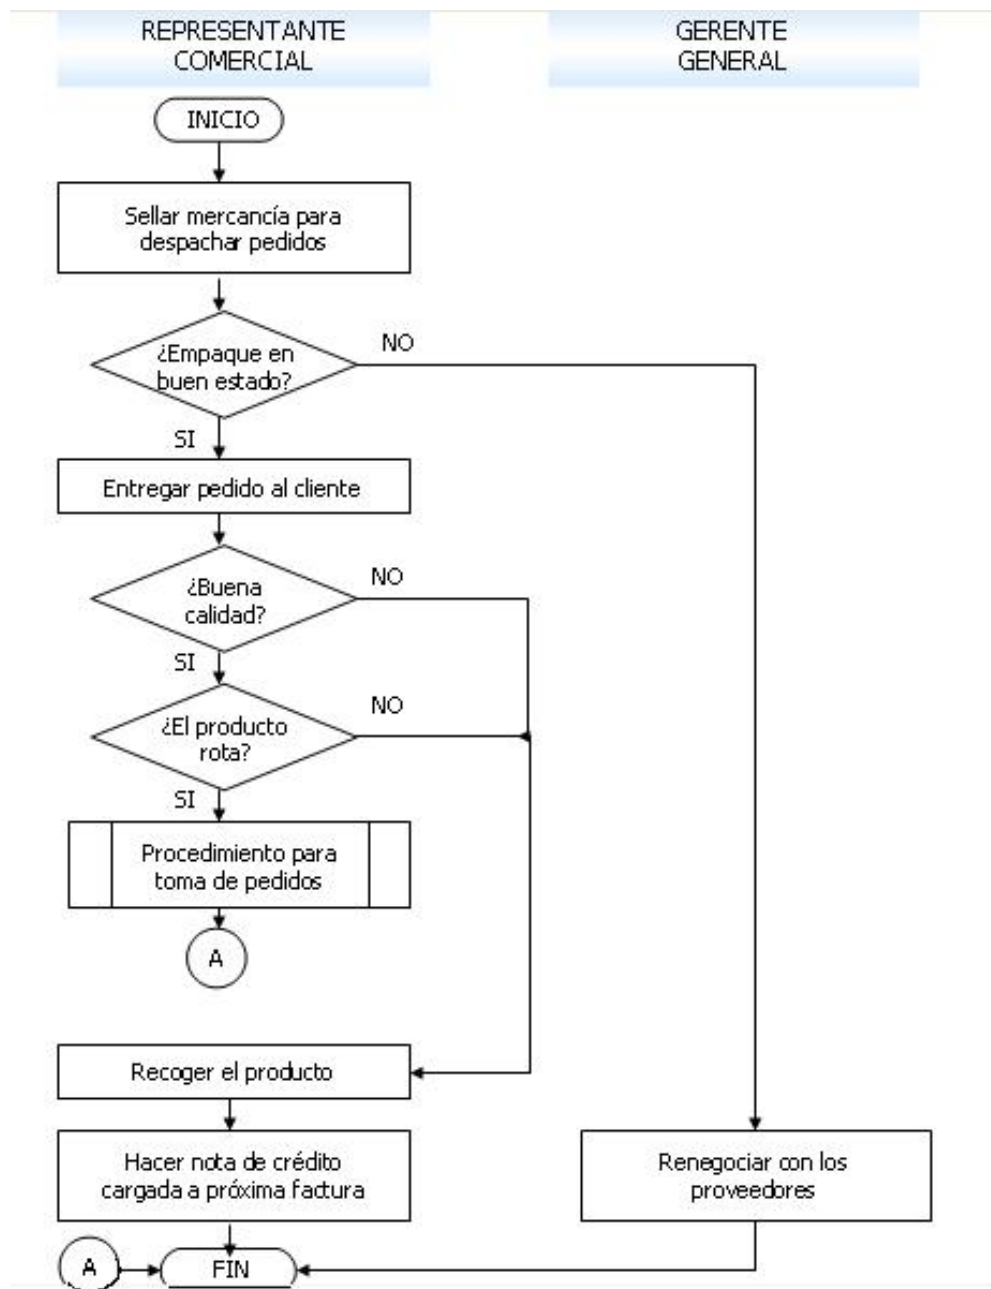 REPRESENTANTE
COMERCIAL
GERENTE
GENERAL
INICIO
Sellar mercancía para
despachar pedidos
¿Empaque en
buen estado?
NO
SI
Entregar pedido al cliente
¿Buena
calidad?
NO
SI
¿El producto
rota?
NO
SI
Procedimiento para
toma de pedidos
A
Recoger el producto
Hacer nota de crédito
cargada a próxima factura
Renegociar con los
proveedores
A
FIN